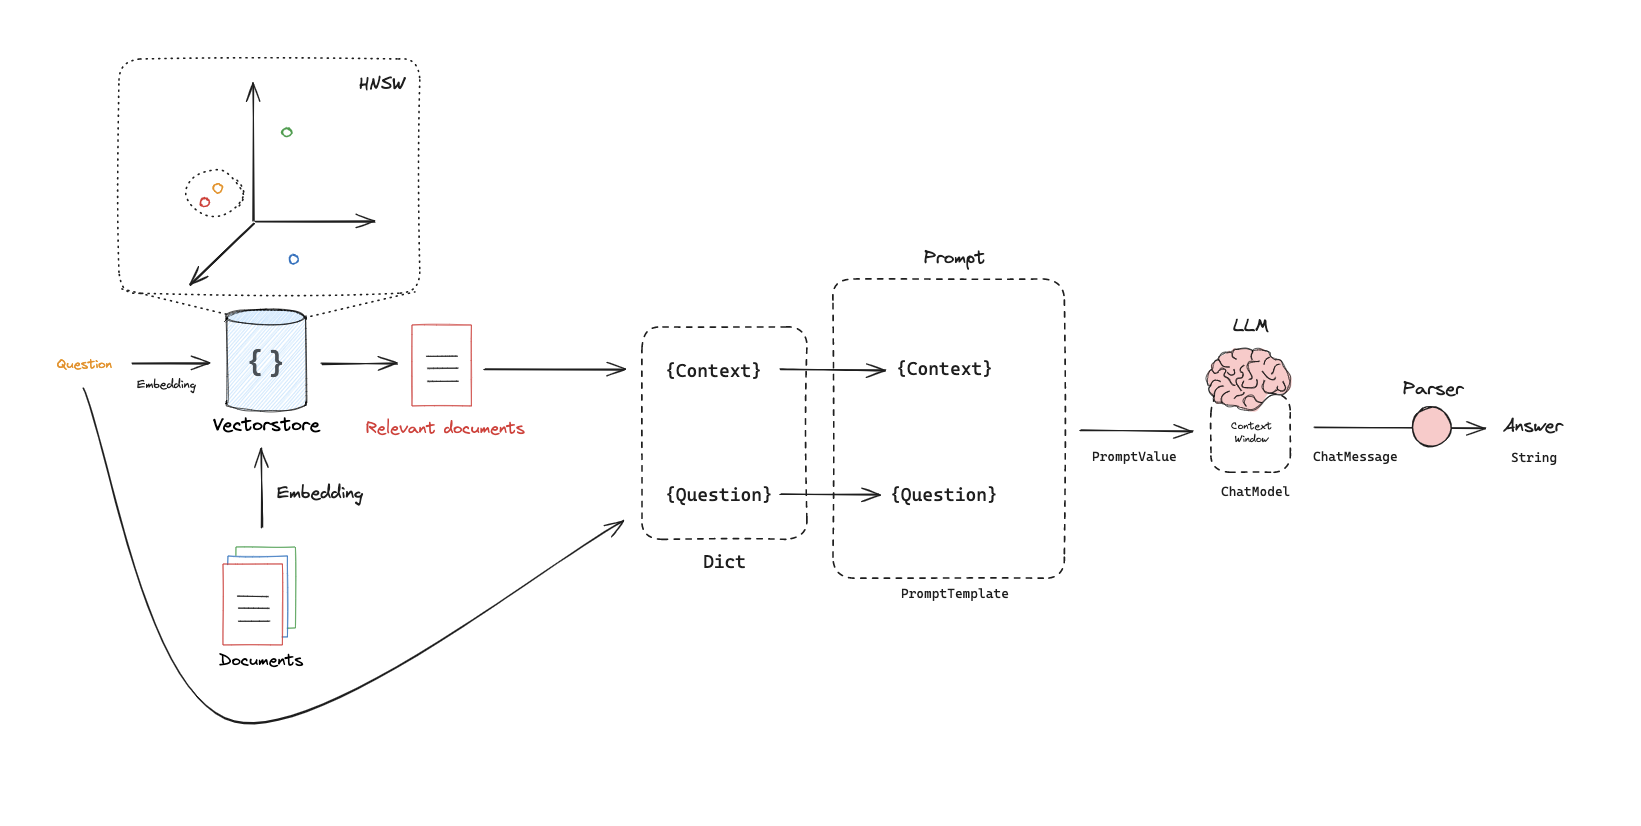 HNSW
Question
Embedding
{}
Vectorstore
Relevant documents
Embedding
Documents
{Context}
{Question}
Dict
Prompt
{Context}
{Question}
PromptTemplate
PromptValue
LLM
Context
Window
ChatModel
ChatMessage
Parser
Answer
String